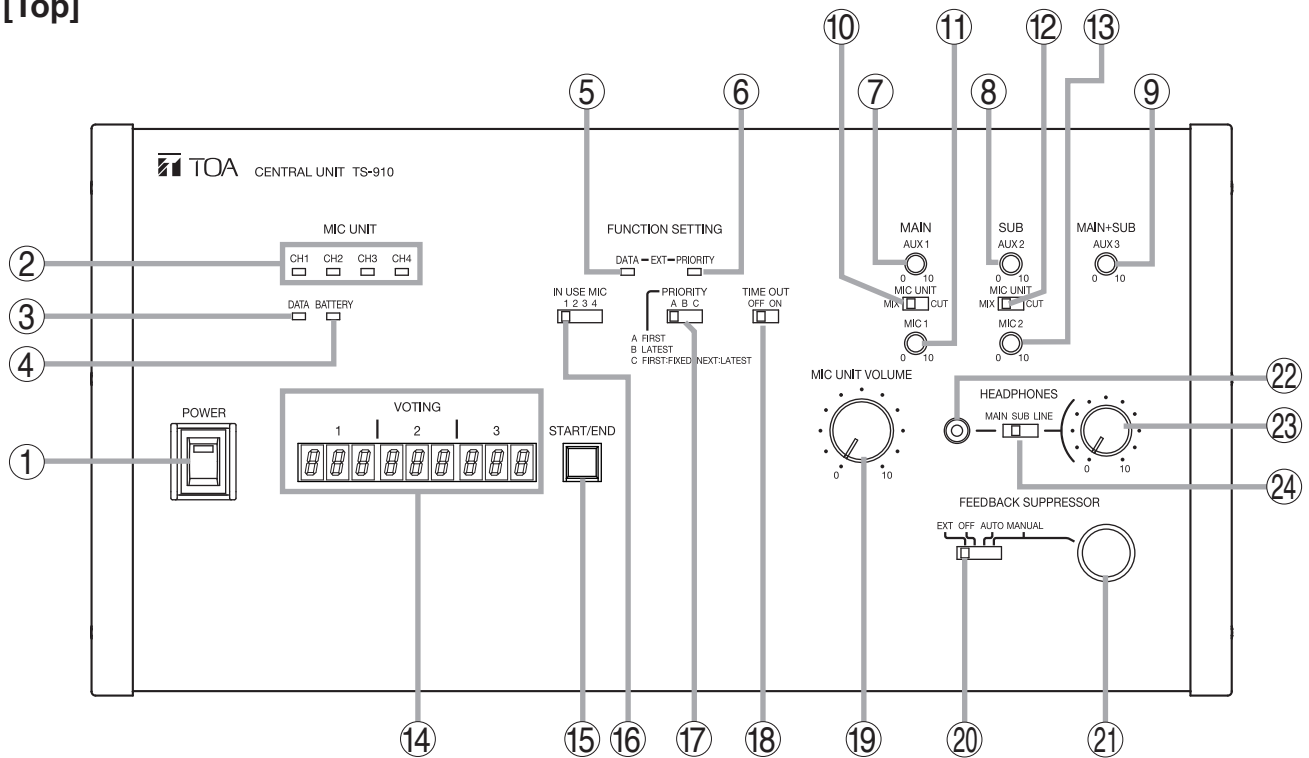 [Top]
⑩ ⑪ ⑫ ⑬
⑤ ⑥ ⑦ ⑧ ⑨
TOA CENTRAL UNIT TS-910
MIC UNIT
② CH1 CH2 CH3 CH4
③ DATA BATTERY
④
FUNCTION SETTING
DATA EXT PRIORITY
IN USE MIC
1 2 3 4
PRIORITY
A B C
A FIRST
B LATEST
C FIRST:FIXED NEXT:LATEST
TIME OUT
OFF ON
MAIN
AUX 1
0 10
MIC UNIT
MIX CUT
MIC 1
0 10
SUB
AUX 2
0 10
MIC UNIT
MIX CUT
MIC 2
0 10
MAIN+SUB
AUX 3
0 10
POWER
①
VOTING
1 2 3
888 888 888
START/END
MIC UNIT VOLUME
0 10
HEADPHONES
MAIN SUB LINE
0 10
㉒
㉓
㉔
FEEDBACK SUPPRESSOR
EXT OFF AUTO MANUAL
⑭ ⑮ ⑯ ⑰ ⑱ ⑲ ⑳ ㉑